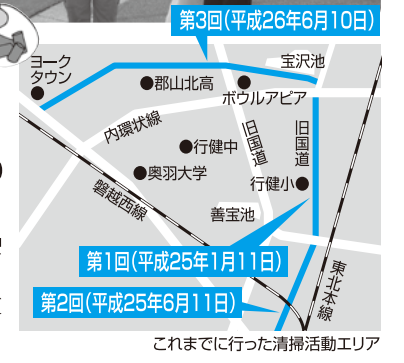 第3回(平成26年6月10日)
ヨーク
タウン
宝沢池
郡山北高
ボウルアピア
内環状線
行健中
旧国道
旧国道
奥羽大学
行健小
磐越西線
善宝池
第1回(平成25年1月11日)
東北本線
第2回(平成25年6月11日)
これまでに行った清掃活動エリア